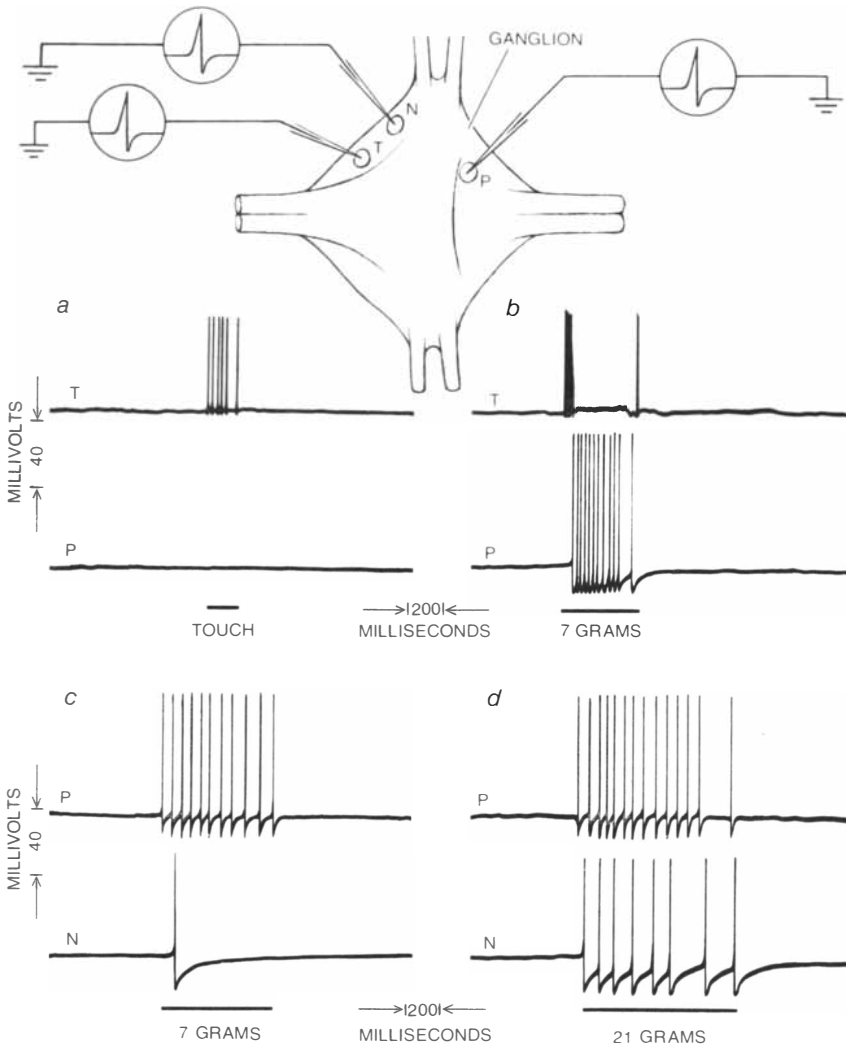 GANGLION
N
T
P
a
b
T
T
MILLIVOLTS
40
P
P
200
TOUCH
MILLISECONDS
7 GRAMS
c
d
P
P
MILLIVOLTS
40
N
N
200
7 GRAMS
MILLISECONDS
21 GRAMS